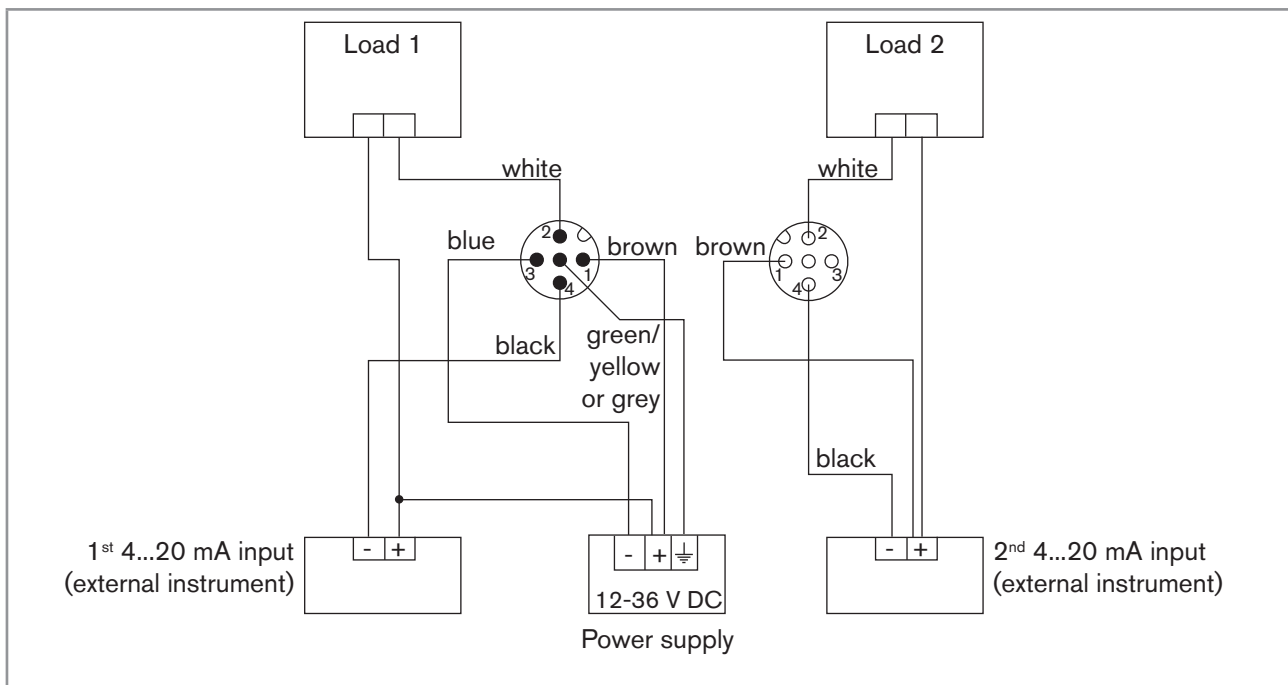 Load 1
Load 2
white
white
blue
2
brown
brown
2
3
1
1
3
4
4
black
green/
yellow
or grey
black
1st 4...20 mA input
(external instrument)
- +
- +
12-36 V DC
Power supply
- +
2nd 4...20 mA input
(external instrument)